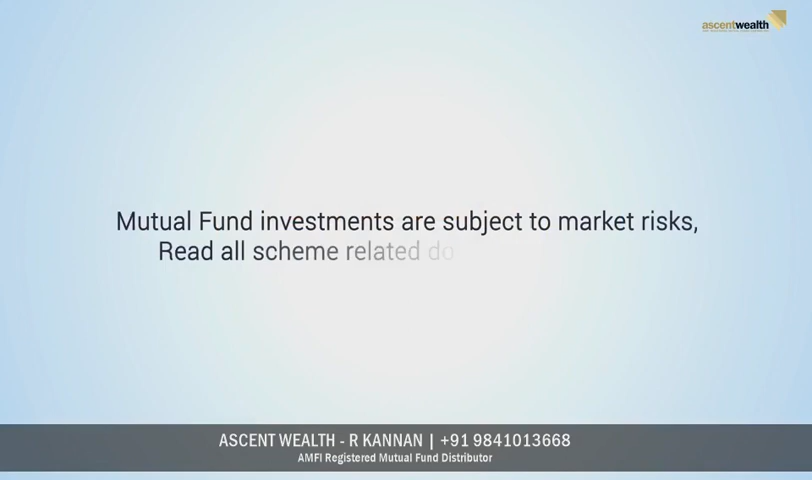 ascentwealth
Mutual Fund investments are subject to market risks,
Read all scheme related do
ASCENT WEALTH - R KANNAN | +91 9841013668
AMFI Registered Mutual Fund Distributor